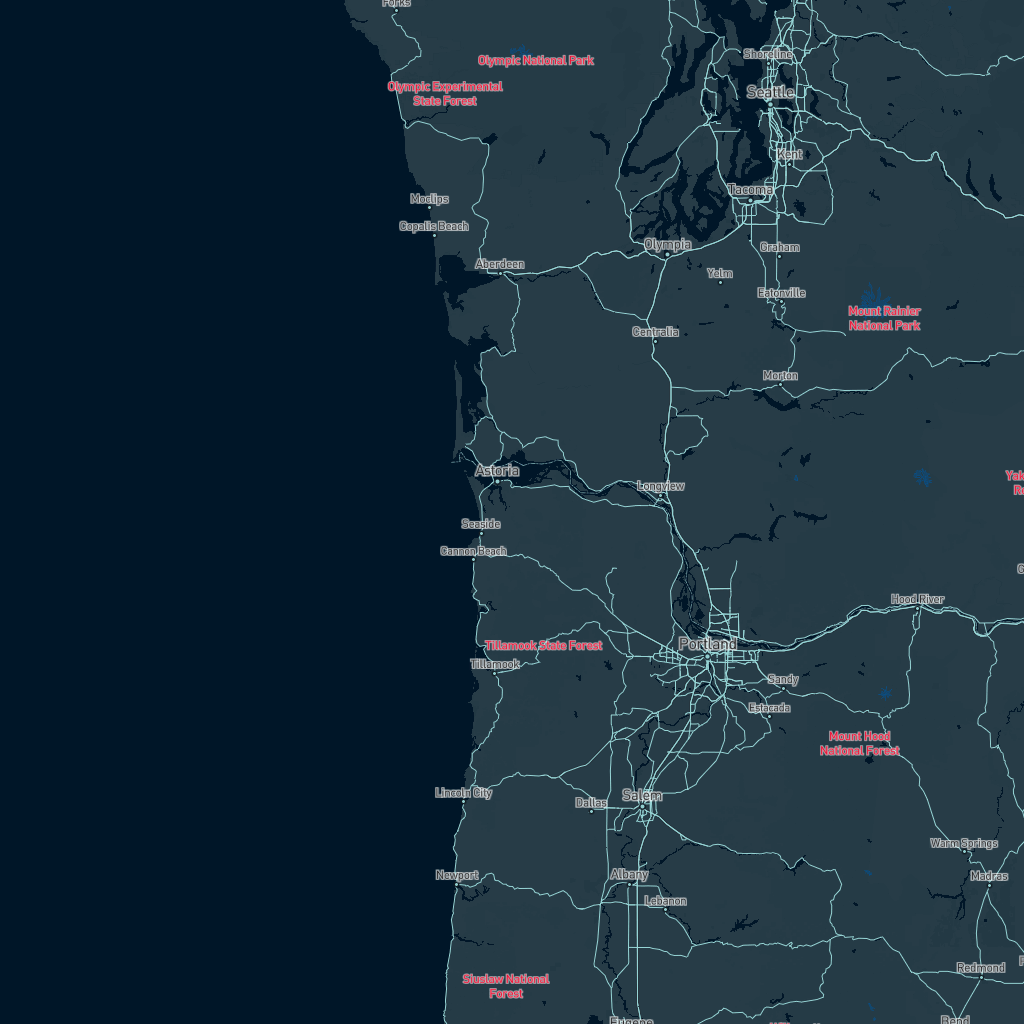 Forks
Shoreline
Olympic National Park
Olympic Experimental
State Forest
Seattle
Kent
Tacoma
Moclips
Copalis Beach
Olympia
Graham
Aberdeen
Yelm
Eatonville
Mount Rainier
National Park
Centralia
Morton
Astoria
Longview
Seaside
Cannon Beach
Hood River
Portland
Tillamook State Forest
Tillamook
Sandy
Estacada
Mount Hood
National Forest
Lincoln City
Salem
Dallas
Warm Springs
Newport
Albany
Madras
Lebanon
Redmond
Siuslaw National
Forest
Eugene
Bend